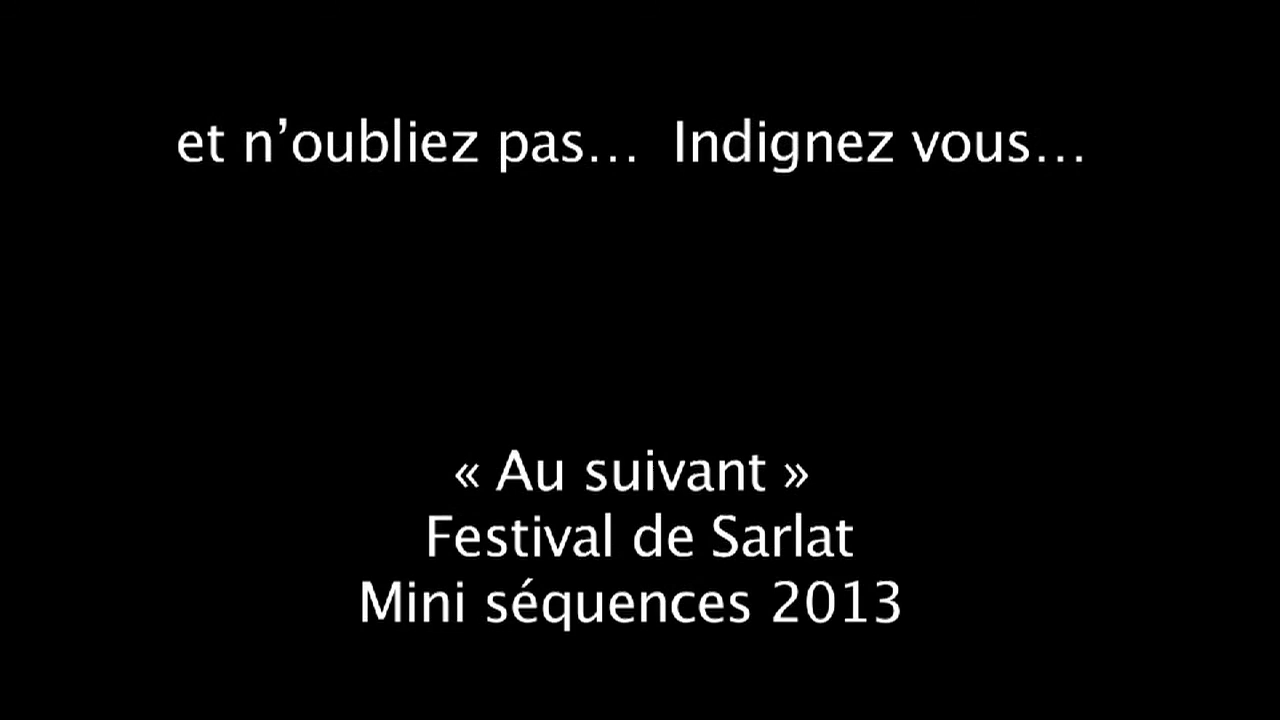 et n’oubliez pas... Indignez vous...
« Au suivant »
Festival de Sarlat
Mini séquences 2013